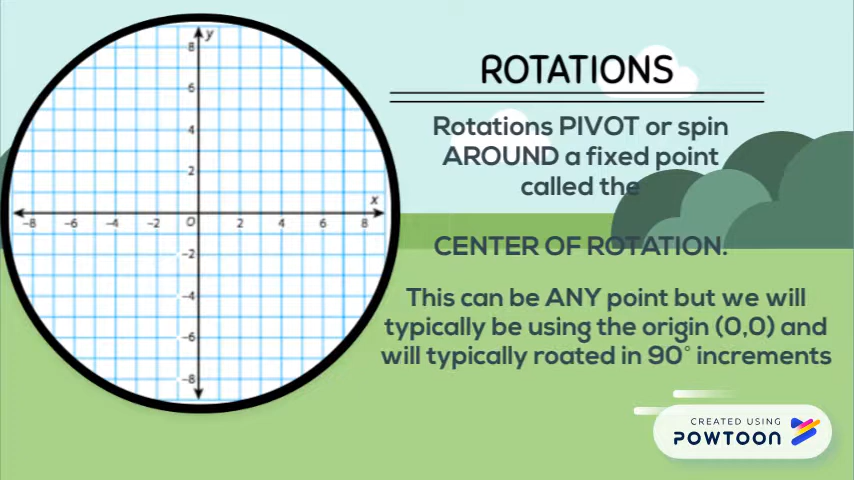 ROTATIONS
Rotations PIVOT or spin
AROUND a fixed point
called the
CENTER OF ROTATION.
This can be ANY point but we will
typically be using the origin (0,0) and
will typically roated in 90° increments
y
8
6
4
2
x
-8 -6 -4 -2 O 2 4 6 8
-2
-4
-6
-8
CREATED USING
POWTOON